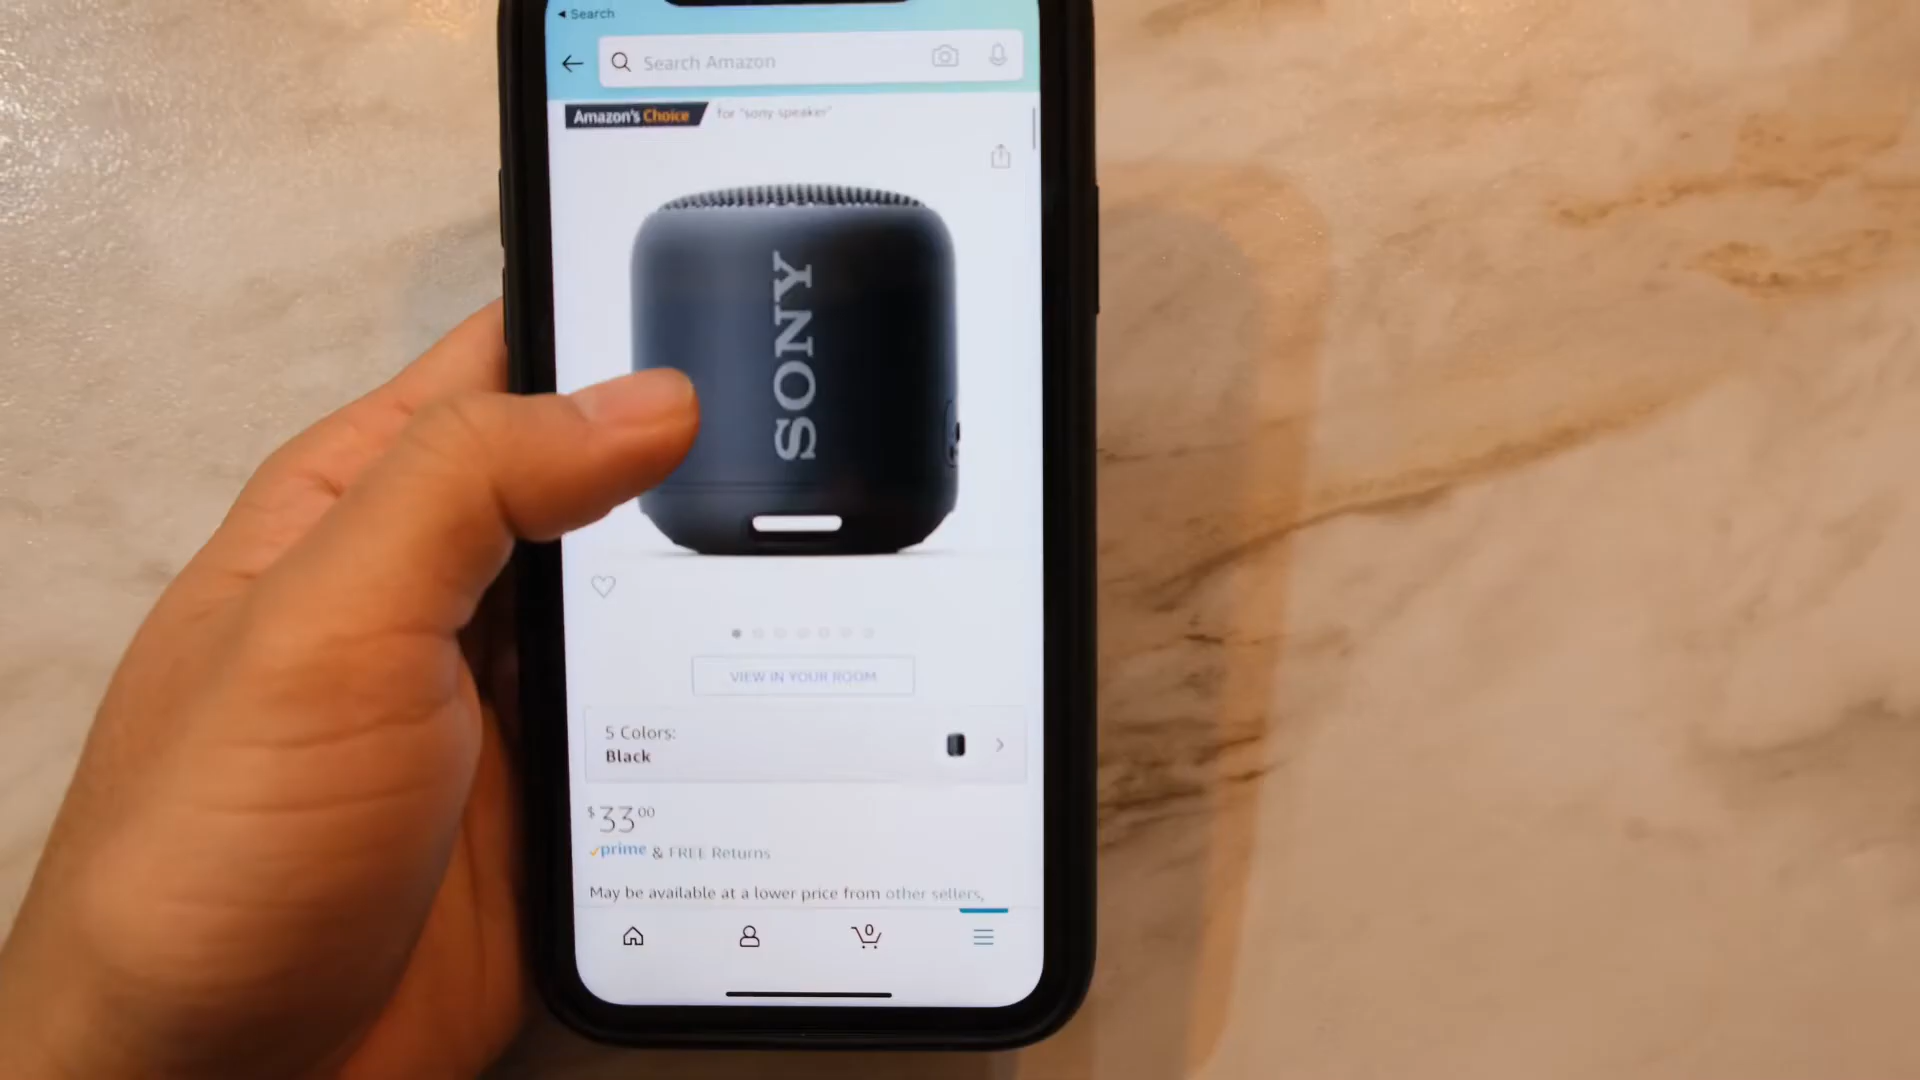 Search
Search Amazon
Amazon's Choice for "sony speaker"
SONY
VIEW IN YOUR ROOM
5 Colors:
Black
$33 00
prime & FREE Returns
May be available at a lower price from other sellers,
0